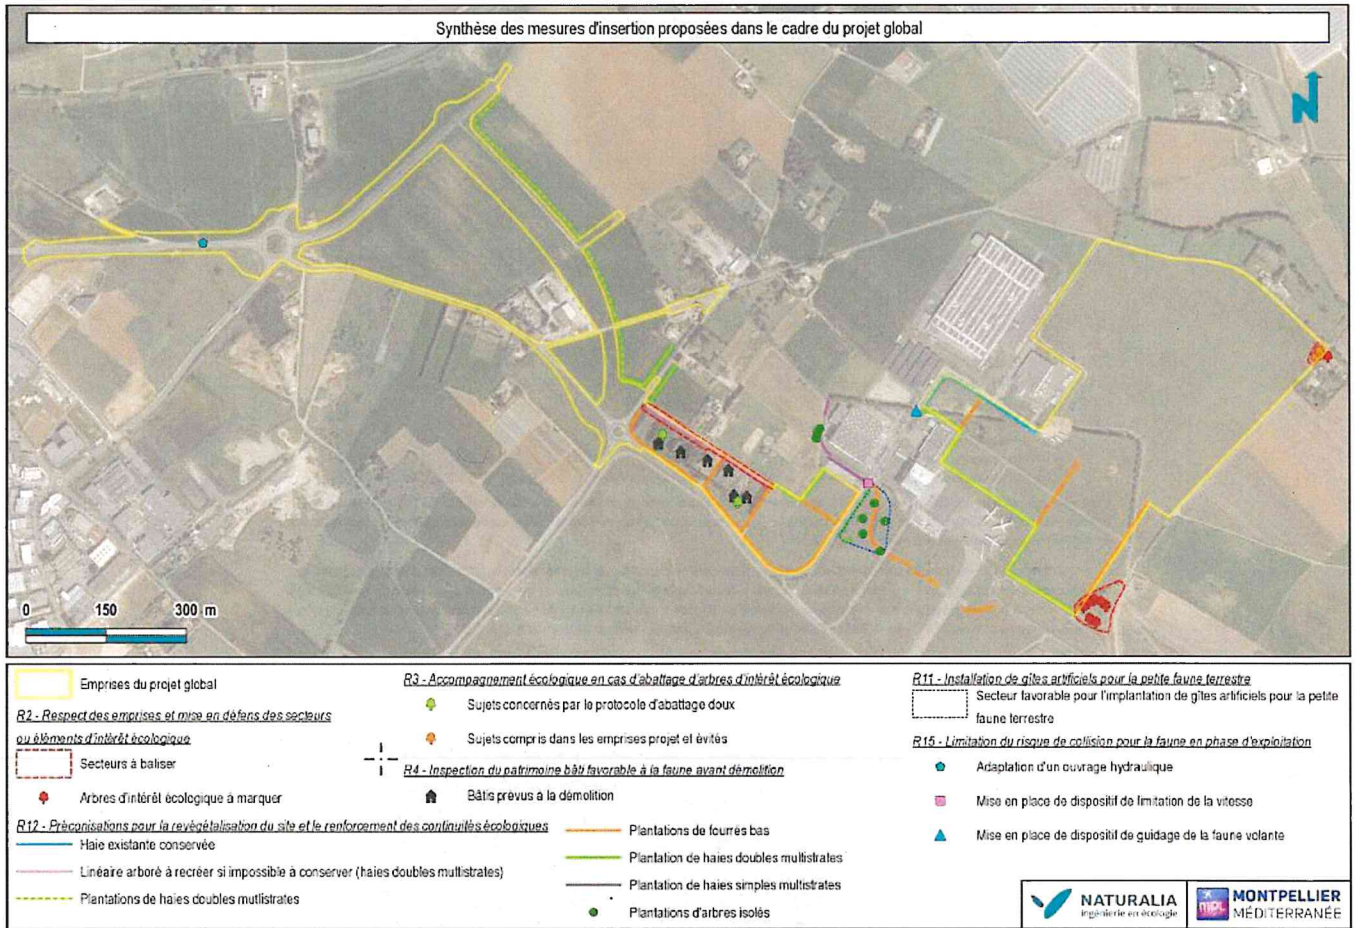 Synthèse des mesures d'insertion proposées dans le cadre du projet global
N
0 150 300 m
Emprises du projet global
R2 - Respect des emprises et mise en défens des secteurs
ou éléments d'intérêt écologique
Secteurs à baliser
Arbres d'intérêt écologique à marquer
R3 - Accompagnement écologique en cas d'abattage d'arbres d'intérêt écologique
Sujets concernés par le protocole d'abattage doux
Sujets compris dans les emprises projet et évités
R4 - Inspection du patrimoine bâti favorable à la faune avant démolition
Bâtis prévus à la démolition
R11 - Installation de gîtes artificiels pour la petite faune terrestre
Secteur favorable pour l'implantation de gîtes artificiels pour la petite
faune terrestre
R15 - Limitation du risque de collision pour la faune en phase d'exploitation
Adaptation d'un ouvrage hydraulique
Mise en place de dispositif de limitation de la vitesse
Mise en place de dispositif de guidage de la faune volante
R12 - Préconisations pour la revégétalisation du site et le renforcement des continuités écologiques
Haie existante conservée
Linéaire arboré à recréer si impossible à conserver (haies doubles multistrates)
Plantations de haies doubles mutlistrates
Plantations de fourrés bas
Plantation de haies doubles multistrates
Plantation de haies simples multistrates
Plantations d'arbres isolés
NATURALIA
ingénierie en écologie
mpl
MONTPELLIER
MÉDITERRANÉE